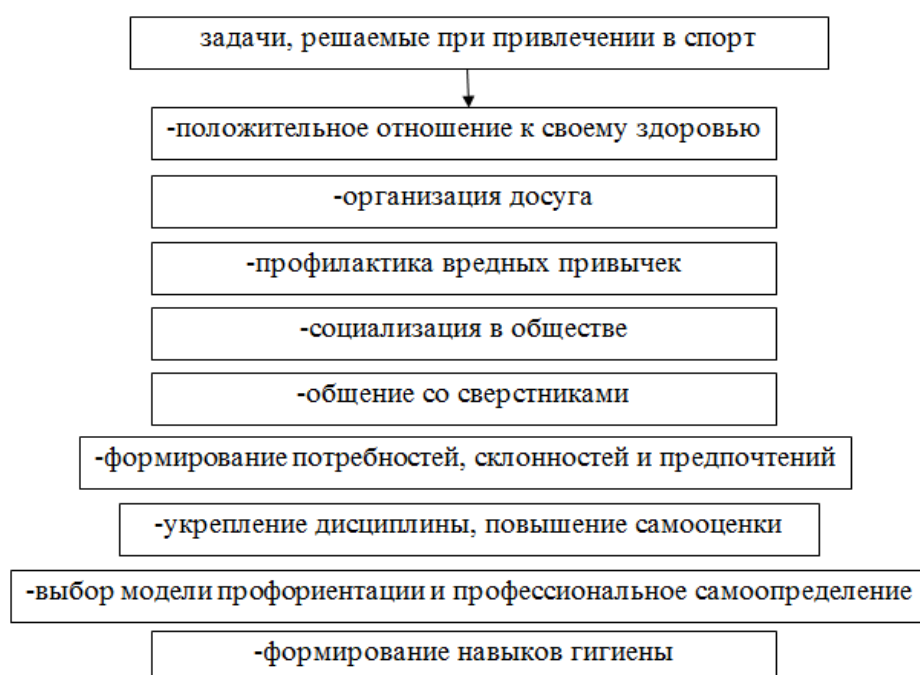 задачи, решаемые при привлечении в спорт
-положительное отношение к своему здоровью
-организация досуга
-профилактика вредных привычек
-социализация в обществе
-общение со сверстниками
-формирование потребностей, склонностей и предпочтений
-укрепление дисциплины, повышение самооценки
-выбор модели профориентации и профессиональное самоопределение
-формирование навыков гигиены